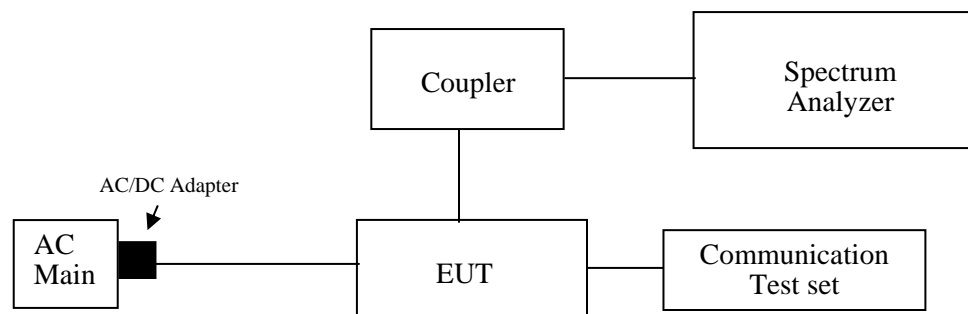 Coupler
Spectrum
Analyzer
AC/DC Adapter
AC
Main
EUT
Communication
Test set